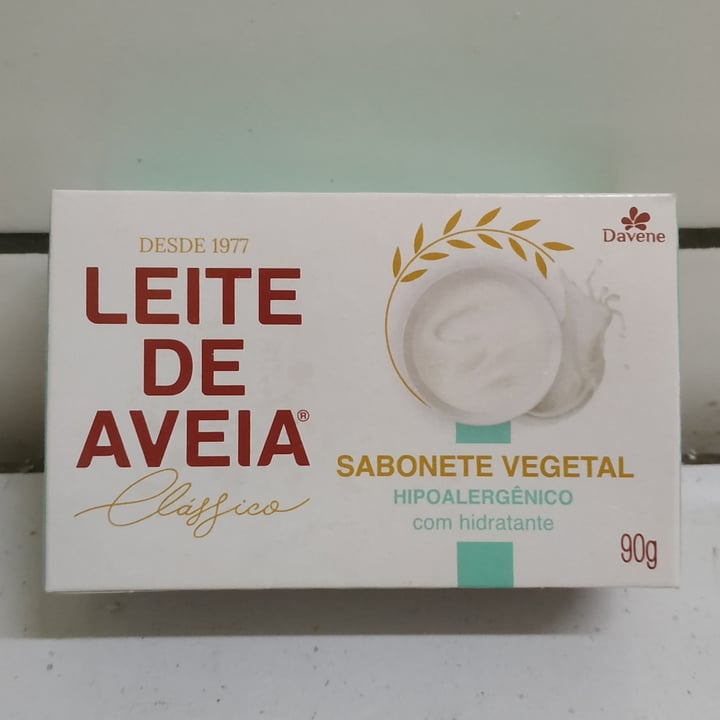 DESDE 1977
LEITE
DE
AVEIA®
Clássico
Davene
SABONETE VEGETAL
HIPOALERGÊNICO
com hidratante
90g